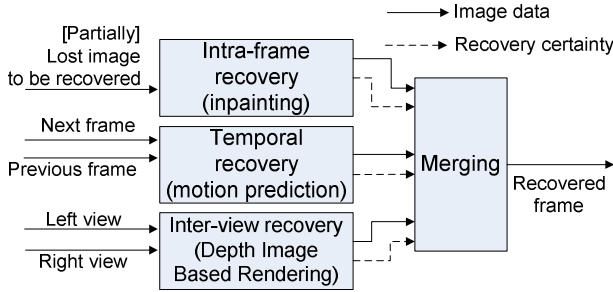 Image data
Recovery certainty
[Partially]
Lost image
to be recovered
Intra-frame
recovery
(inpainting)
Next frame
Previous frame
Temporal
recovery
(motion prediction)
Left view
Right view
Inter-view recovery
(Depth Image
Based Rendering)
Merging
Recovered
frame